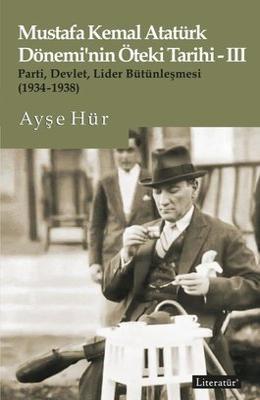 Mustafa Kemal Atatürk
Dönemi'nin Öteki Tarihi - III
Parti, Devlet, Lider Bütünleşmesi
(1934-1938)
Ayşe Hür
Literatür